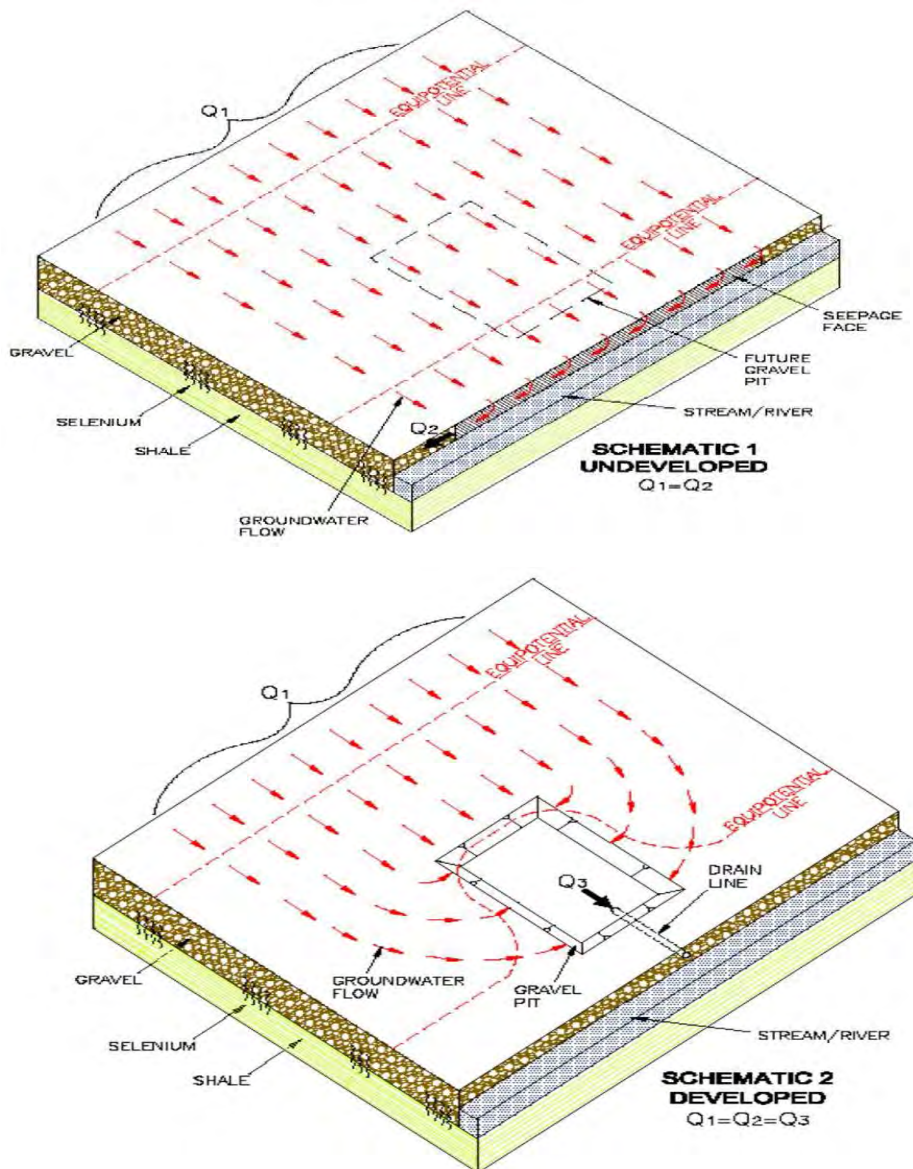 Q1
EQUIPOTENTIAL
LINE
EQUIPOTENTIAL
LINE
SEEPAGE
FACE
GRAVEL
FUTURE
GRAVEL
PIT
SELENIUM
STREAM/RIVER
SHALE
Q2
SCHEMATIC 1
UNDEVELOPED
Q1=Q2
GROUNDWATER
FLOW
Q1
EQUIPOTENTIAL
LINE
EQUIPOTENTIAL
LINE
DRAIN
LINE
Q3
GRAVEL
GROUNDWATER
FLOW
GRAVEL
PIT
SELENIUM
STREAM/RIVER
SHALE
SCHEMATIC 2
DEVELOPED
Q1=Q2=Q3